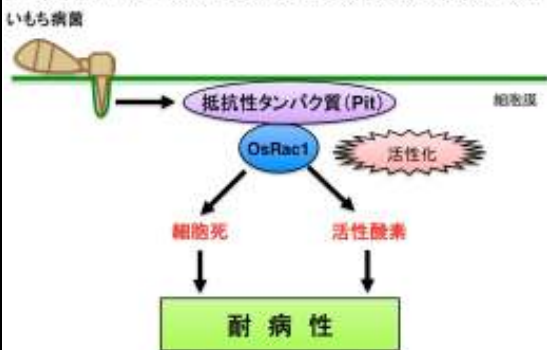 いもち病菌
抵抗性タンパク質(Pit)
細胞膜
OsRac1
活性化
細胞死
活性酸素
耐病性